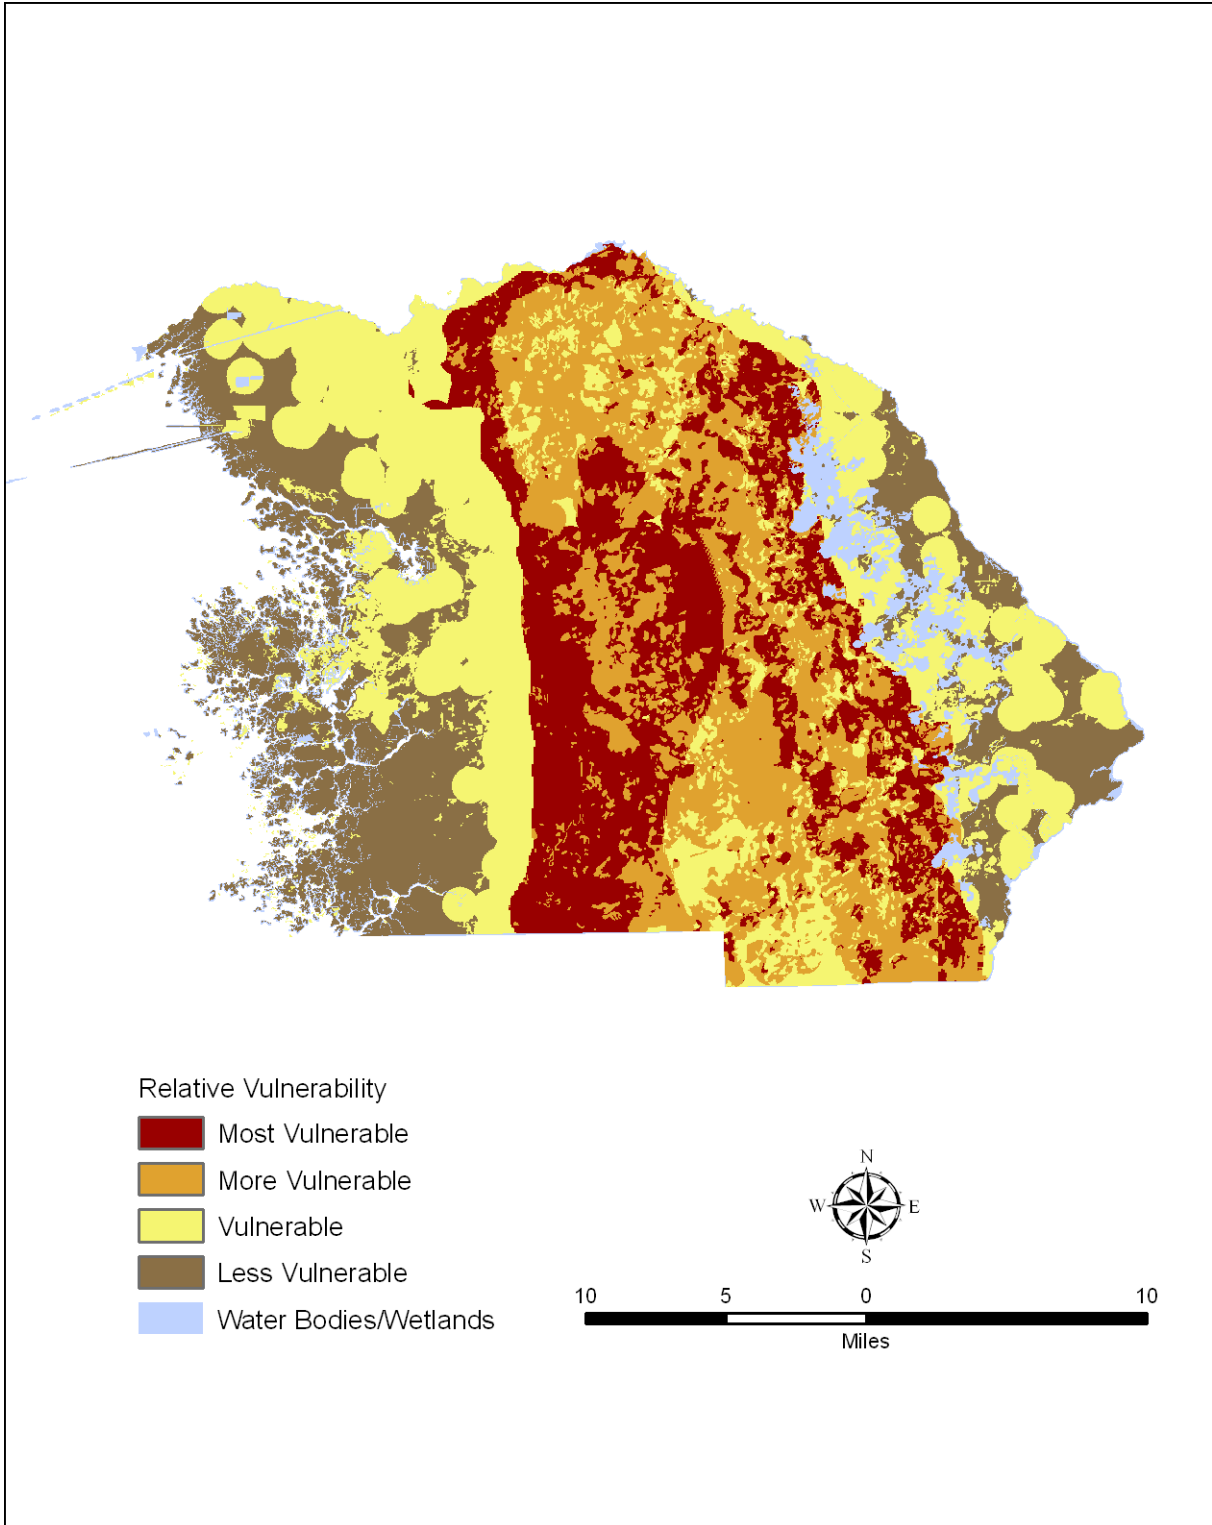 Relative Vulnerability
Most Vulnerable
More Vulnerable
Vulnerable
Less Vulnerable
Water Bodies/Wetlands
N
W E
S
10 5 0 10
Miles